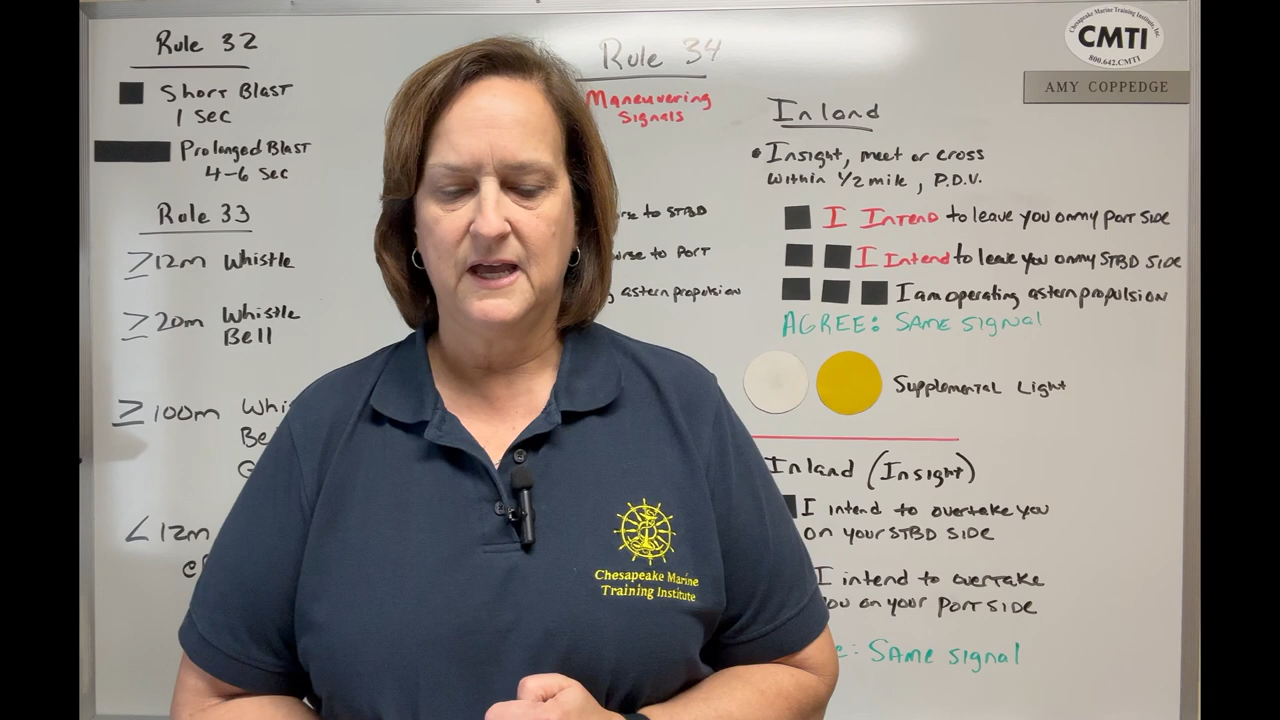 Rule 32
Short Blast
1 Sec
Prolonged Blast
4-6 Sec
Rule 33
≥12m Whistle
≥20m Whistle
Bell
≥100m
<12m
Rule 34
Maneuvering
Signals
to STBD
to Port
astern propulsion
Chesapeake Marine Training Institute, Inc.
CMTI
800.642.CMTI
AMY COPPEDGE
Inland
• Insight, meet or cross
within 1/2 mile, P.D.V.
I Intend to leave you on my Port side
I Intend to leave you on my STBD SIDE
I am operating astern propulsion
AGREE: SAME signal
Supplemental Light
Inland (Insight)
I intend to overtake you
on your STBD SIDE
I intend to overtake
you on your Port SIDE
SAME signal
Chesapeake Marine
Training Institute